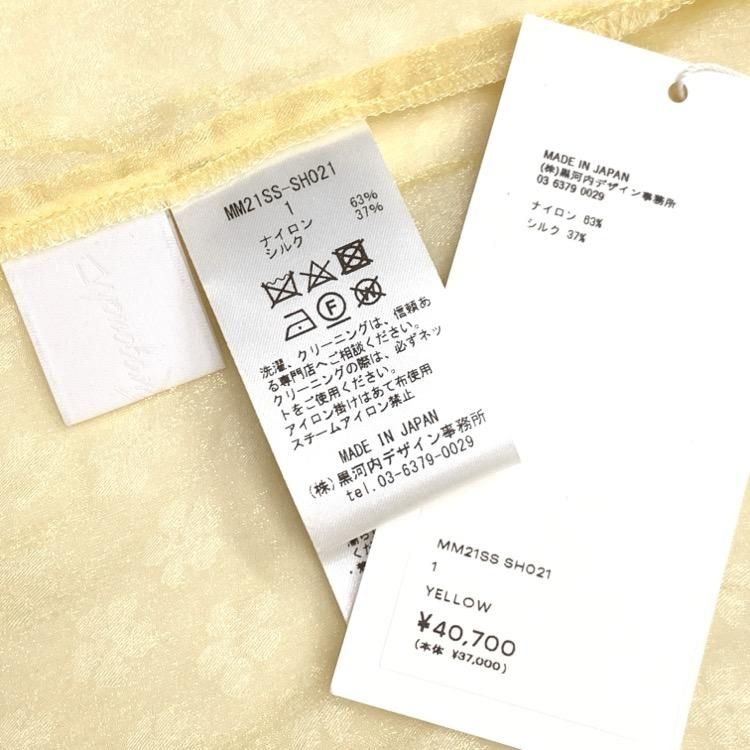 MM21SS-SH021
1
ナイロン 63%
シルク 37%
F
W
洗濯、クリーニングは、信頼あ
る専門店へご相談ください。
クリーニングの際は、必ずネッ
トをご使用ください。
アイロン掛けはあて布使用
スチームアイロン禁止
MADE IN JAPAN
(株)黒河内デザイン事務所
tel.03-6379-0029
MADE IN JAPAN
(株)黒河内デザイン事務所
03 6379 0029
ナイロン 63%
シルク 37%
MM21SS SH021
1
YELLOW
¥40,700
(本体 ¥37,000)